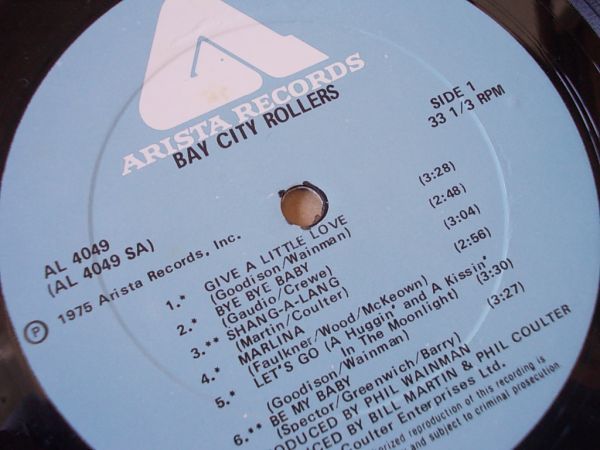 ARISTA RECORDS
BAY CITY ROLLERS
SIDE 1
33 1/3 RPM
AL 4049
(AL 4049 SA)
Ⓟ 1975 Arista Records, Inc.
1.* GIVE A LITTLE LOVE (3:28)
(Goodison/Wainman)
2.* BYE BYE BABY (2:48)
(Gaudio/Crewe)
3.** SHANG-A-LANG (3:04)
(Martin/Coulter)
4.* MARLINA (2:56)
(Faulkner/Wood/McKeown)
5.* LET'S GO (A Huggin' and A Kissin' (3:30)
In The Moonlight)
(Goodison/Wainman)
6.** BE MY BABY (3:27)
(Spector/Greenwich/Barry)
BY PHIL WAINMAN
BY BILL MARTIN & PHIL COULTER
Coulter Enterprises Ltd.
reproduction of this recording is
and subject to criminal prosecution.